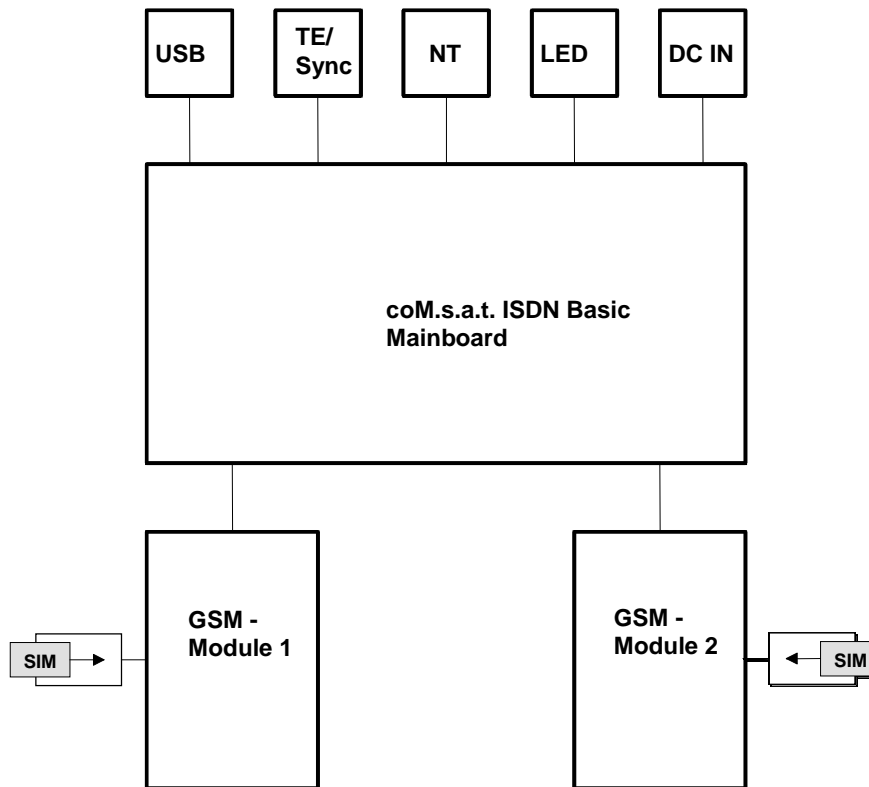 USB
TE/
Sync
NT
LED
DC IN
coM.s.a.t. ISDN Basic
Mainboard
GSM -
Module 1
GSM -
Module 2
SIM
SIM